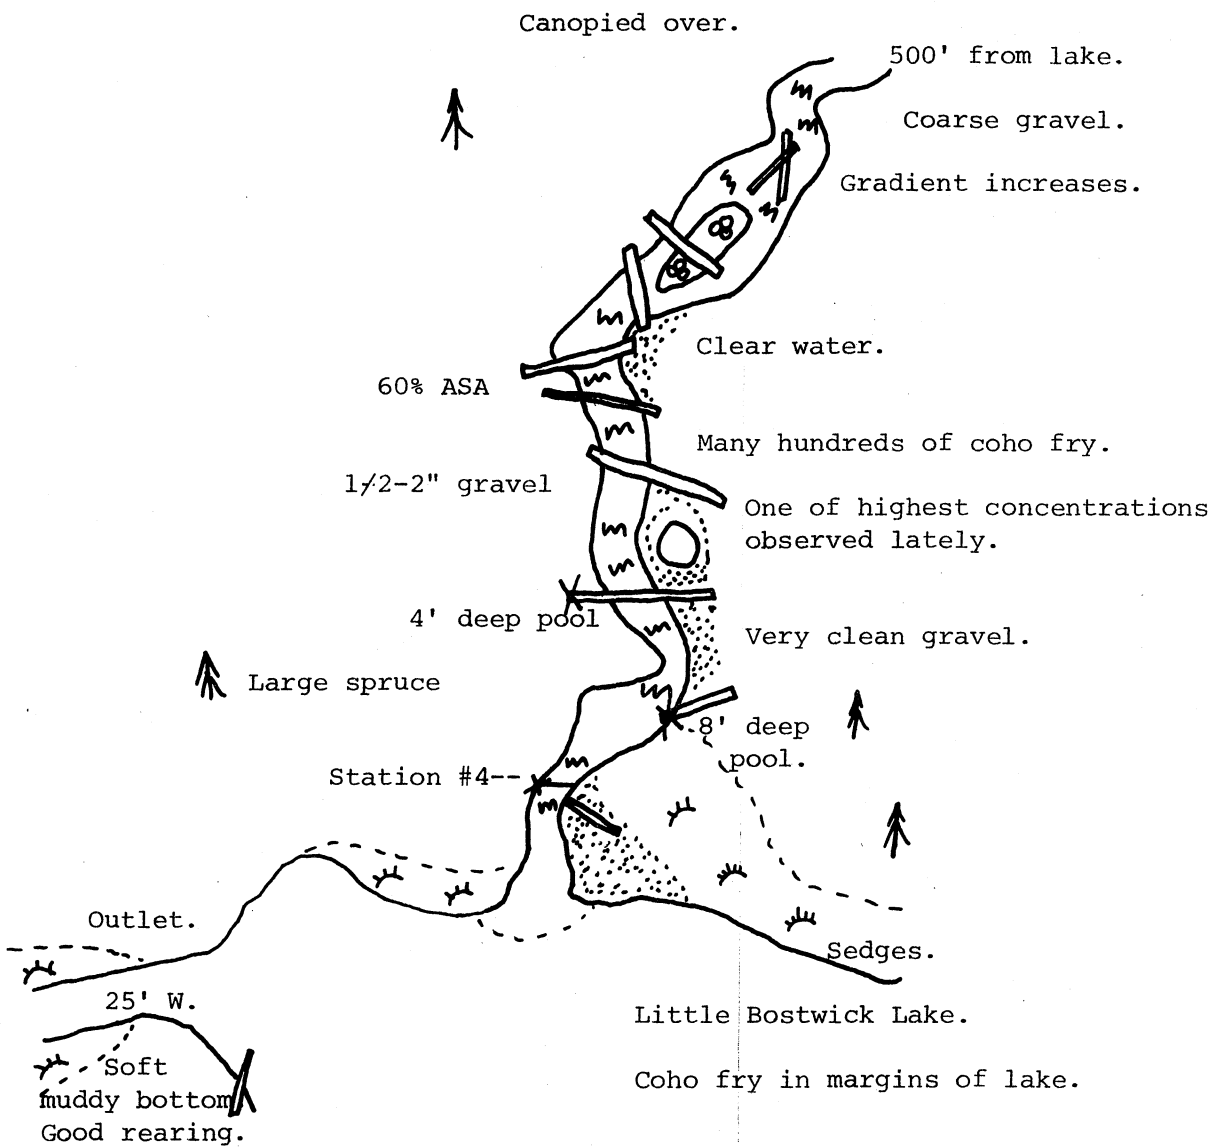 Canopied over.
500' from lake.
Coarse gravel.
Gradient increases.
Clear water.
60% ASA
Many hundreds of coho fry.
1/2-2" gravel
One of highest concentrations
observed lately.
4' deep pool
Very clean gravel.
Large spruce
8' deep
pool.
Station #4--
Outlet.
Sedges.
25' W.
Little Bostwick Lake.
Soft
muddy bottom
Good rearing.
Coho fry in margins of lake.